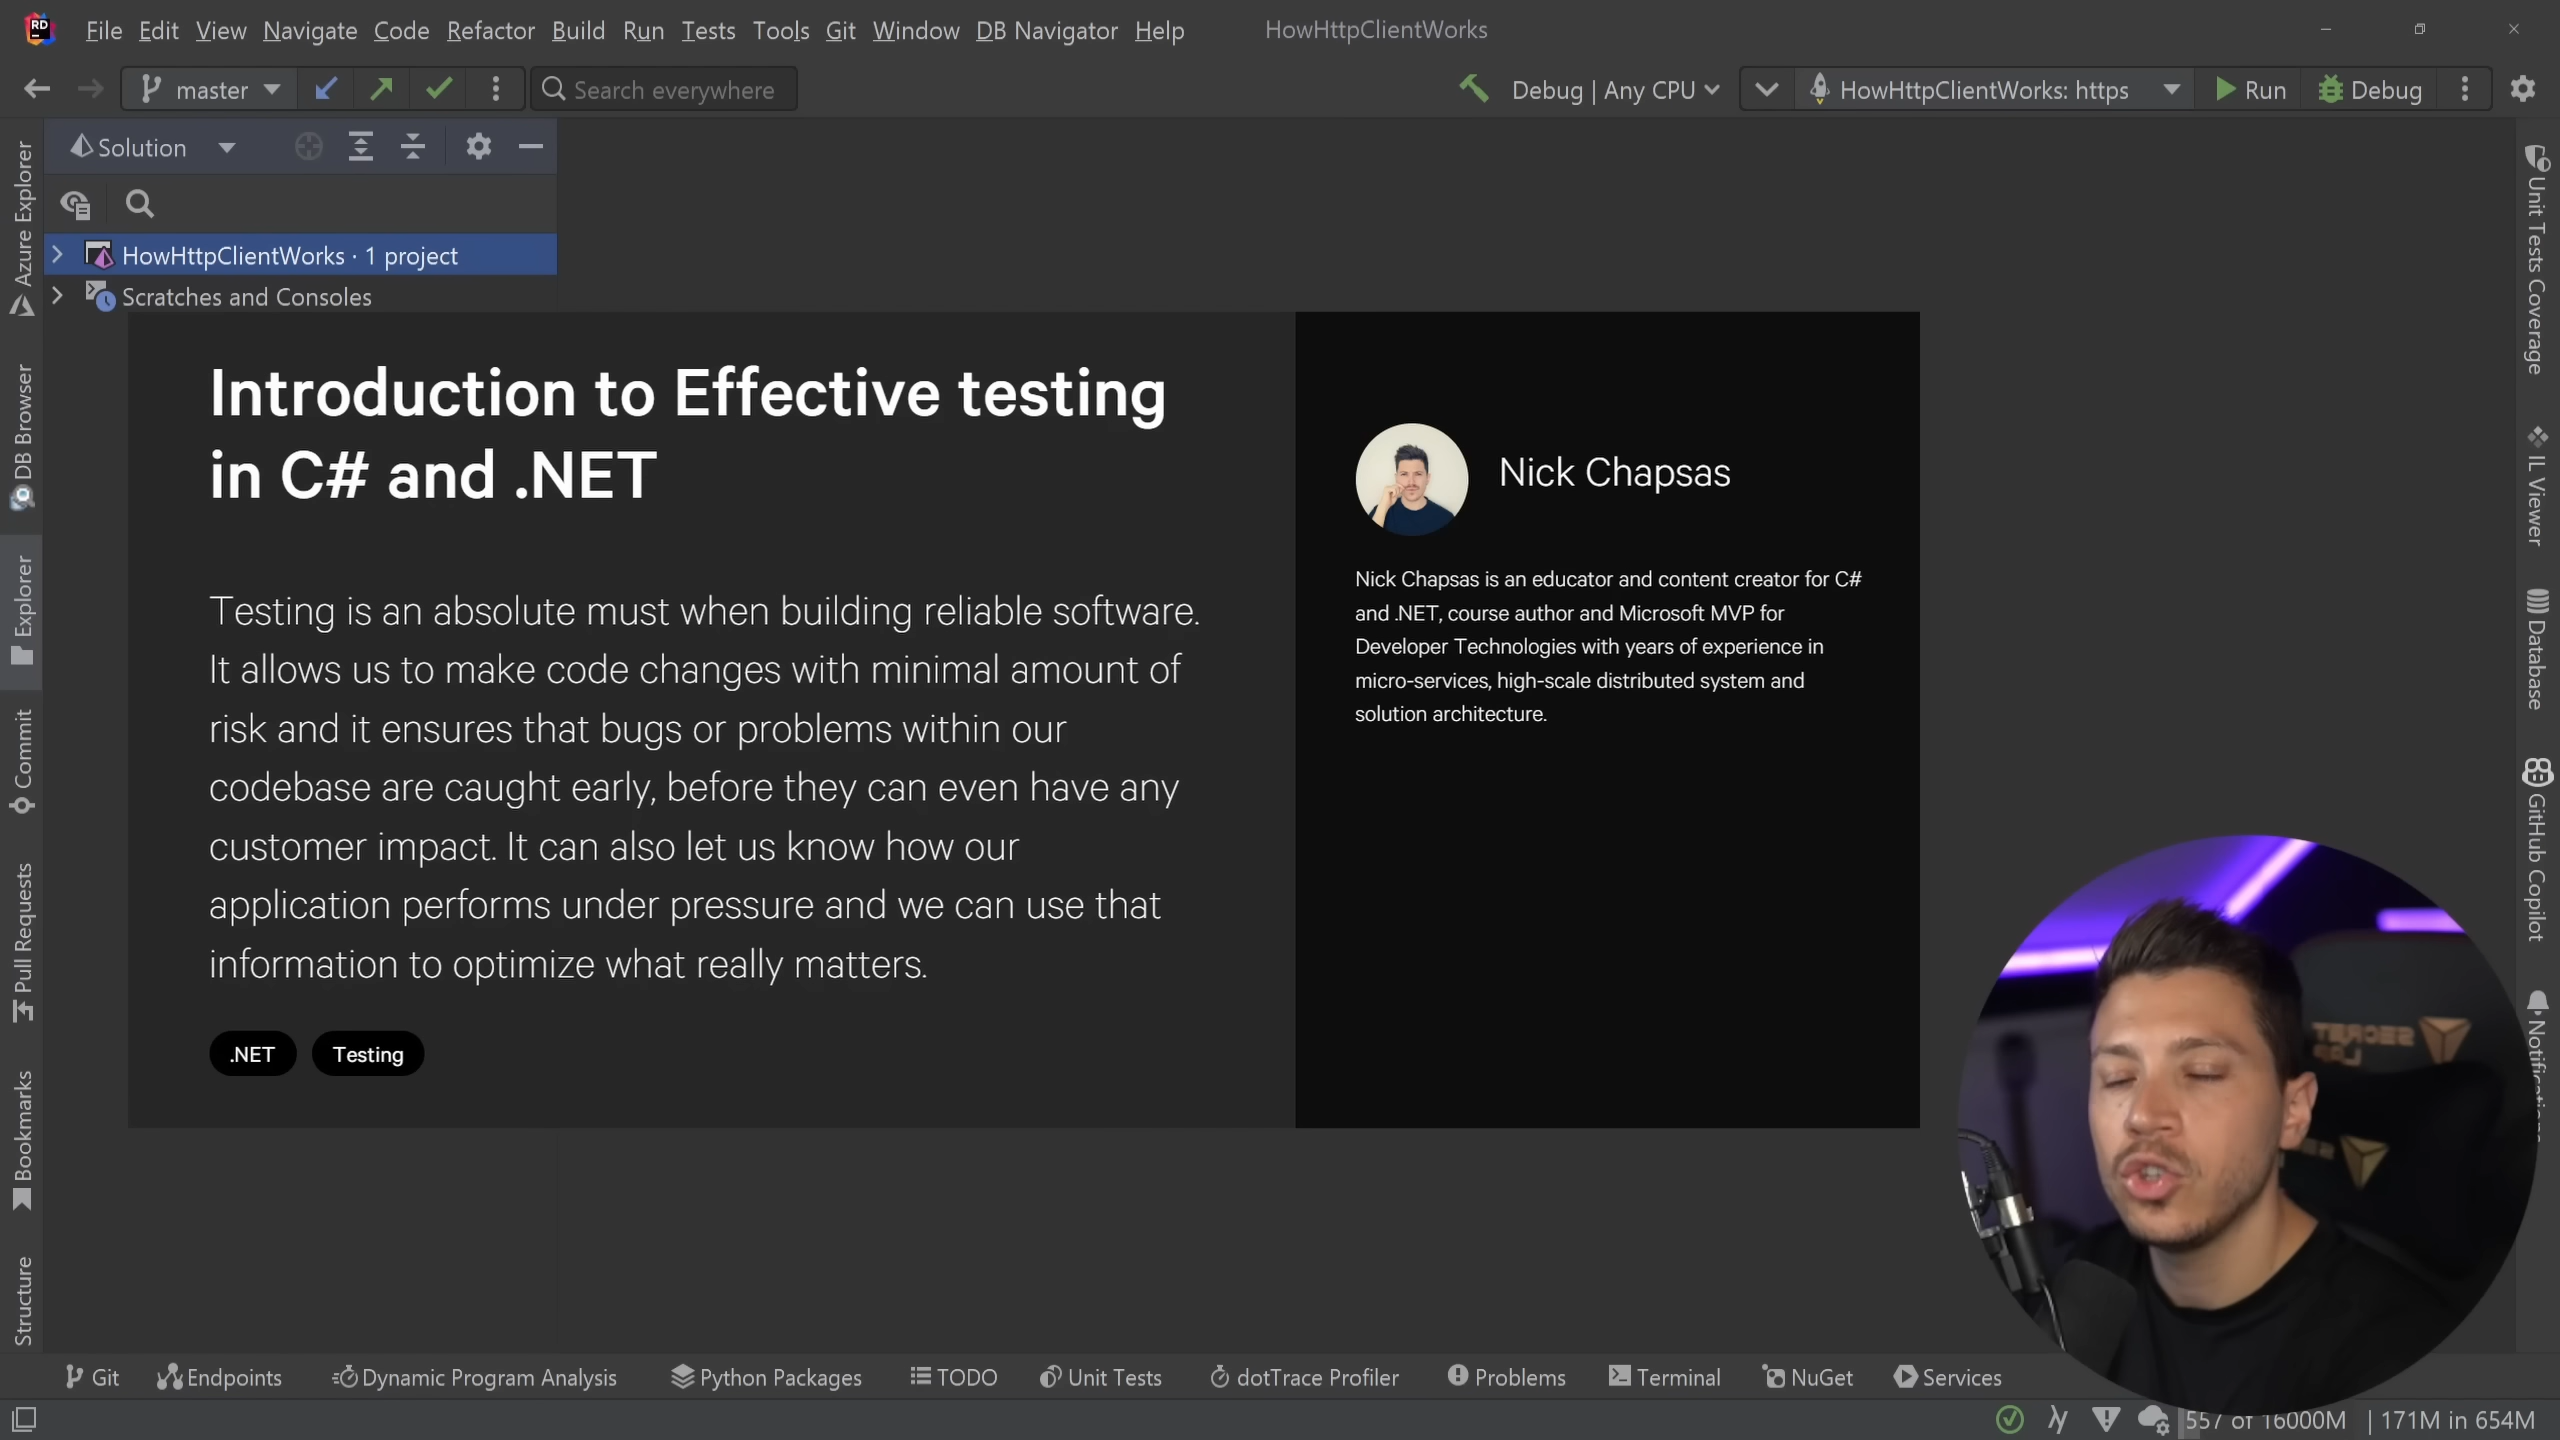 File Edit View Navigate Code Refactor Build Run Tests Tools Git Window DB Navigator Help HowHttpClientWorks
master Search everywhere Debug | Any CPU HowHttpClientWorks: https Run Debug
Solution
HowHttpClientWorks · 1 project
Scratches and Consoles
Azure Explorer
DB Browser
Explorer
Commit
Pull Requests
Bookmarks
Structure
Introduction to Effective testing
in C# and .NET
Testing is an absolute must when building reliable software.
It allows us to make code changes with minimal amount of
risk and it ensures that bugs or problems within our
codebase are caught early, before they can even have any
customer impact. It can also let us know how our
application performs under pressure and we can use that
information to optimize what really matters.
.NET Testing
Nick Chapsas
Nick Chapsas is an educator and content creator for C#
and .NET, course author and Microsoft MVP for
Developer Technologies with years of experience in
micro-services, high-scale distributed system and
solution architecture.
Unit Tests Coverage
IL Viewer
Database
GitHub Copilot
Notifications
SECRET
LAB
Git Endpoints Dynamic Program Analysis Python Packages TODO Unit Tests dotTrace Profiler Problems Terminal NuGet Services
557 of 16000M | 171M in 654M